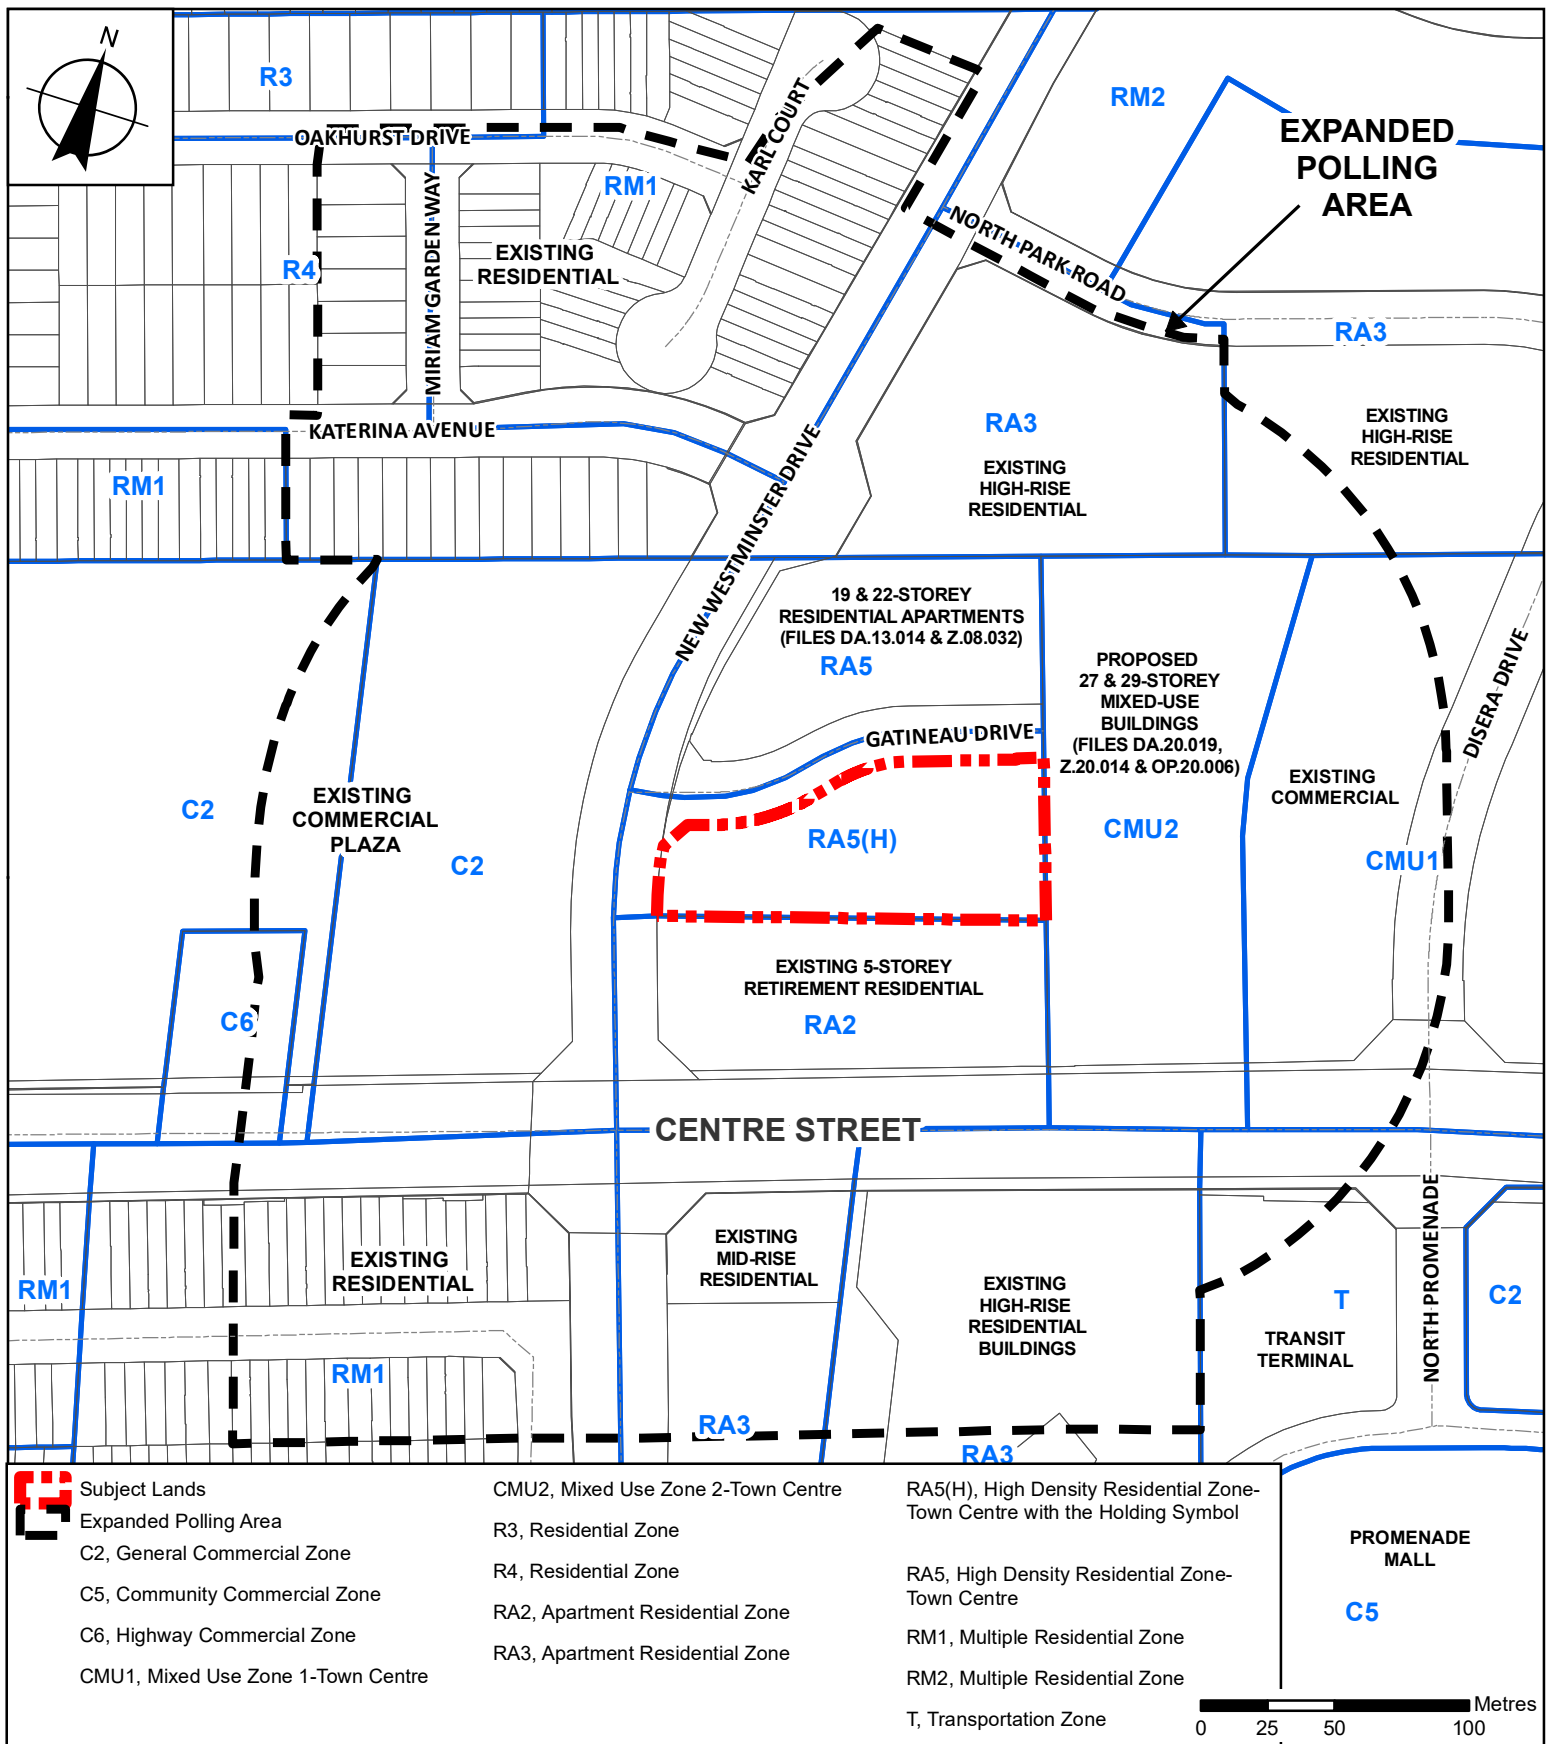 N
R3
OAKHURST DRIVE
KARL COURT
RM2
EXPANDED
POLLING
AREA
MIRIAM GARDEN WAY
RM1
NORTH PARK ROAD
EXISTING
RESIDENTIAL
R4
RA3
RA3
EXISTING
HIGH-RISE
RESIDENTIAL
EXISTING
HIGH-RISE
RESIDENTIAL
KATERINA AVENUE
RM1
NEW WESTMINSTER DRIVE
19 & 22-STOREY
RESIDENTIAL APARTMENTS
(FILES DA.13.014 & Z.08.032)
RA5
PROPOSED
27 & 29-STOREY
MIXED-USE
BUILDINGS
(FILES DA.20.019,
Z.20.014 & OP.20.006)
DISERA DRIVE
GATINEAU DRIVE
EXISTING
COMMERCIAL
EXISTING
COMMERCIAL
PLAZA
C2
C2
RA5(H)
CMU2
CMU1
EXISTING 5-STOREY
RETIREMENT RESIDENTIAL
RA2
C6
CENTRE STREET
EXISTING
RESIDENTIAL
RM1
EXISTING
MID-RISE
RESIDENTIAL
EXISTING
HIGH-RISE
RESIDENTIAL
BUILDINGS
T
TRANSIT
TERMINAL
NORTH PROMENADE
C2
RM1
RA3
RA3
PROMENADE
MALL
C5
Subject Lands
Expanded Polling Area
C2, General Commercial Zone
C5, Community Commercial Zone
C6, Highway Commercial Zone
CMU1, Mixed Use Zone 1-Town Centre
CMU2, Mixed Use Zone 2-Town Centre
R3, Residential Zone
R4, Residential Zone
RA2, Apartment Residential Zone
RA3, Apartment Residential Zone
RA5(H), High Density Residential Zone-
Town Centre with the Holding Symbol
RA5, High Density Residential Zone-
Town Centre
RM1, Multiple Residential Zone
RM2, Multiple Residential Zone
T, Transportation Zone
Metres
0 25 50 100